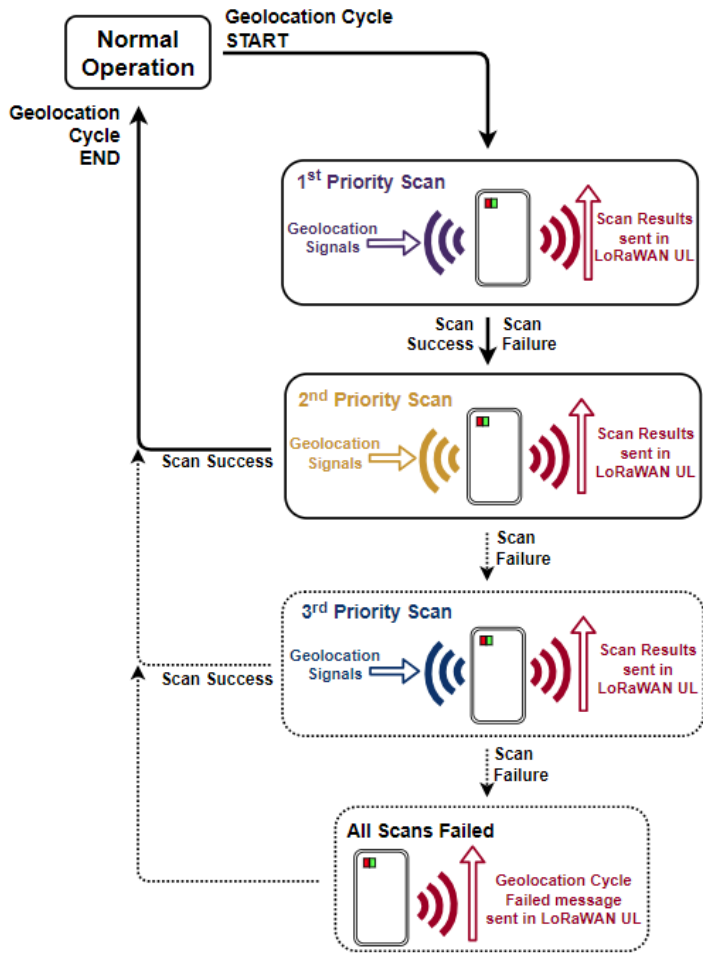 Normal
Operation
Geolocation Cycle
START
Geolocation
Cycle
END
1st Priority Scan
Geolocation
Signals
Scan Results
sent in
LoRaWAN UL
Scan
Success
Scan
Failure
2nd Priority Scan
Geolocation
Signals
Scan Results
sent in
LoRaWAN UL
Scan Success
Scan
Failure
3rd Priority Scan
Geolocation
Signals
Scan Results
sent in
LoRaWAN UL
Scan Success
Scan
Failure
All Scans Failed
Geolocation Cycle
Failed message
sent in LoRaWAN UL